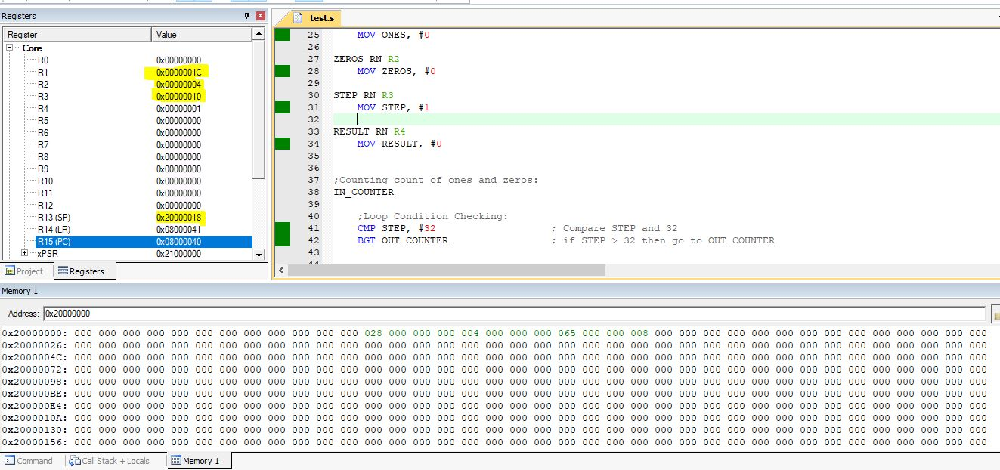 Registers
Register Value
Core
R0 0x00000000
R1 0x0000001C
R2 0x00000004
R3 0x00000010
R4 0x00000001
R5 0x00000000
R6 0x00000000
R7 0x00000000
R8 0x00000000
R9 0x00000000
R10 0x00000000
R11 0x00000000
R12 0x00000000
R13 (SP) 0x20000018
R14 (LR) 0x08000041
R15 (PC) 0x08000040
xPSR 0x21000000
Project Registers
test.s
25 MOV ONES, #0
26
27 ZEROS RN R2
28 MOV ZEROS, #0
29
30 STEP RN R3
31 MOV STEP, #1
32
33 RESULT RN R4
34 MOV RESULT, #0
35
36
37 ;Counting count of ones and zeros:
38 IN_COUNTER
39
40 ;Loop Condition Checking:
41 CMP STEP, #32 ; Compare STEP and 32
42 BGT OUT_COUNTER ; if STEP > 32 then go to OUT_COUNTER
43
Memory 1
Address: 0x20000000
0x20000000: 000 000 000 000 000 000 000 000 000 000 000 000 028 000 000 000 004 000 000 000 065 000 000 008 000 000 000 000 000 000 000 000 000 000 000 000 000 000
0x20000026: 000 000 000 000 000 000 000 000 000 000 000 000 000 000 000 000 000 000 000 000 000 000 000 000 000 000 000 000 000 000 000 000 000 000 000 000 000 000
0x2000004C: 000 000 000 000 000 000 000 000 000 000 000 000 000 000 000 000 000 000 000 000 000 000 000 000 000 000 000 000 000 000 000 000 000 000 000 000 000 000
0x20000072: 000 000 000 000 000 000 000 000 000 000 000 000 000 000 000 000 000 000 000 000 000 000 000 000 000 000 000 000 000 000 000 000 000 000 000 000 000 000
0x20000098: 000 000 000 000 000 000 000 000 000 000 000 000 000 000 000 000 000 000 000 000 000 000 000 000 000 000 000 000 000 000 000 000 000 000 000 000 000 000
0x200000BE: 000 000 000 000 000 000 000 000 000 000 000 000 000 000 000 000 000 000 000 000 000 000 000 000 000 000 000 000 000 000 000 000 000 000 000 000 000 000
0x200000E4: 000 000 000 000 000 000 000 000 000 000 000 000 000 000 000 000 000 000 000 000 000 000 000 000 000 000 000 000 000 000 000 000 000 000 000 000 000 000
0x2000010A: 000 000 000 000 000 000 000 000 000 000 000 000 000 000 000 000 000 000 000 000 000 000 000 000 000 000 000 000 000 000 000 000 000 000 000 000 000 000
0x20000130: 000 000 000 000 000 000 000 000 000 000 000 000 000 000 000 000 000 000 000 000 000 000 000 000 000 000 000 000 000 000 000 000 000 000 000 000 000 000
0x20000156: 000 000 000 000 000 000 000 000 000 000 000 000 000 000 000 000 000 000 000 000 000 000 000 000 000 000 000 000 000 000 000 000 000 000 000 000 000 000
Command Call Stack + Locals Memory 1